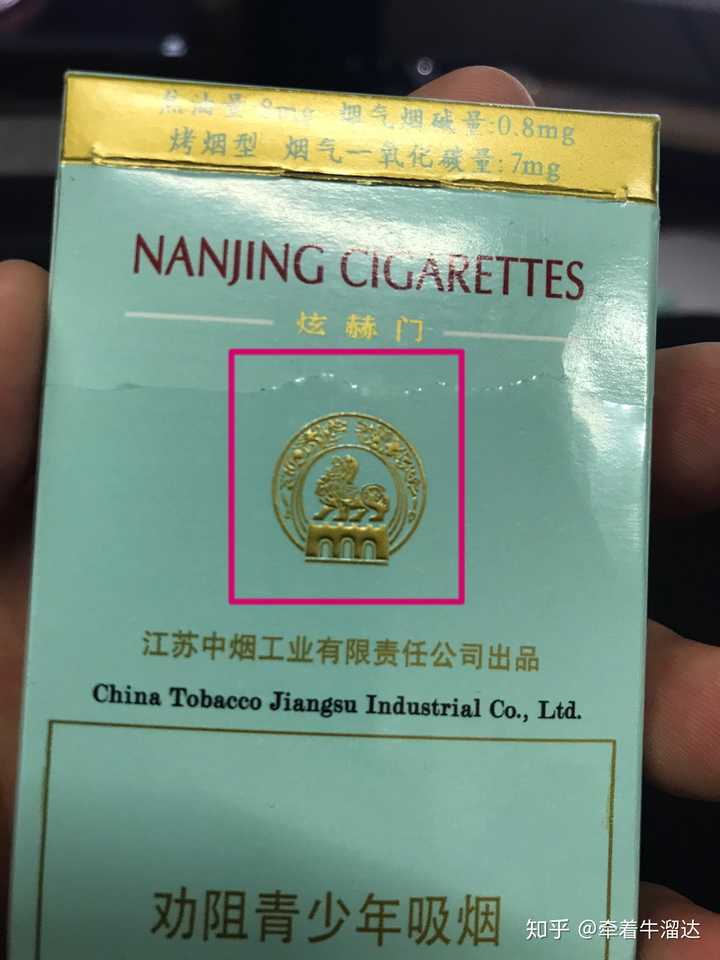 焦油量 8mg 烟气烟碱量:0.8mg
烤烟型 烟气一氧化碳量:7mg
NANJING CIGARETTES
炫赫门
江苏中烟工业有限责任公司出品
China Tobacco Jiangsu Industrial Co., Ltd.
劝阻青少年吸烟
知乎 @牵着牛溜达